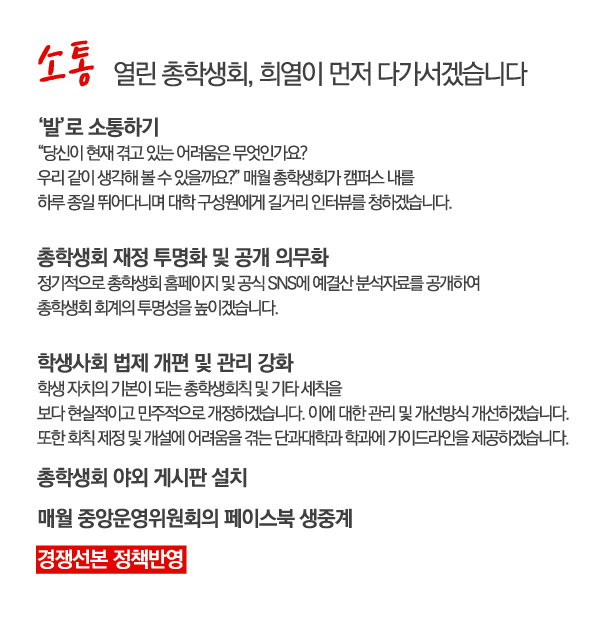 소통 열린 총학생회, 희열이 먼저 다가서겠습니다
‘발’로 소통하기
“당신이 현재 겪고 있는 어려움은 무엇인가요?
우리 같이 생각해 볼 수 있을까요?” 매월 총학생회가 캠퍼스 내를
하루 종일 뛰어다니며 대학 구성원에게 길거리 인터뷰를 청하겠습니다.
총학생회 재정 투명화 및 공개 의무화
정기적으로 총학생회 홈페이지 및 공식 SNS에 예결산 분석자료를 공개하여
총학생회 회계의 투명성을 높이겠습니다.
학생사회 법제 개편 및 관리 강화
학생 자치의 기본이 되는 총학생회칙 및 기타 세칙을
보다 현실적이고 민주적으로 개정하겠습니다. 이에 대한 관리 및 개선방식 개선하겠습니다.
또한 회칙 제정 및 개설에 어려움을 겪는 단과대학과 학과에 가이드라인을 제공하겠습니다.
총학생회 야외 게시판 설치
매월 중앙운영위원회의 페이스북 생중계
경쟁선본 정책반영